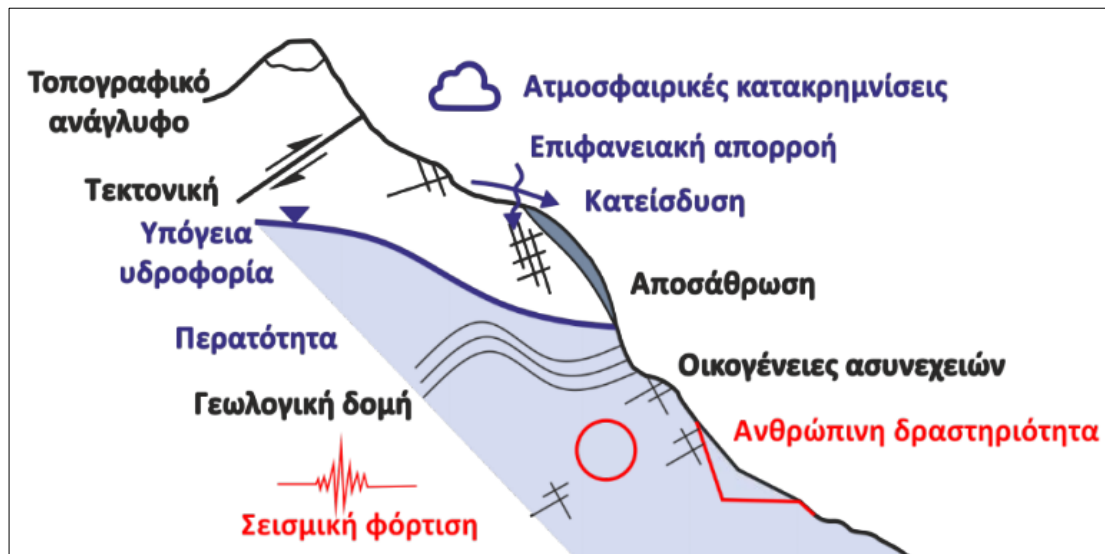 Τοπογραφικό
ανάγλυφο
Ατμοσφαιρικές κατακρημνίσεις
Επιφανειακή απορροή
Τεκτονική
Κατείσδυση
Υπόγεια
υδροφορία
Αποσάθρωση
Περατότητα
Οικογένειες ασυνεχειών
Γεωλογική δομή
Ανθρώπινη δραστηριότητα
Σεισμική φόρτιση